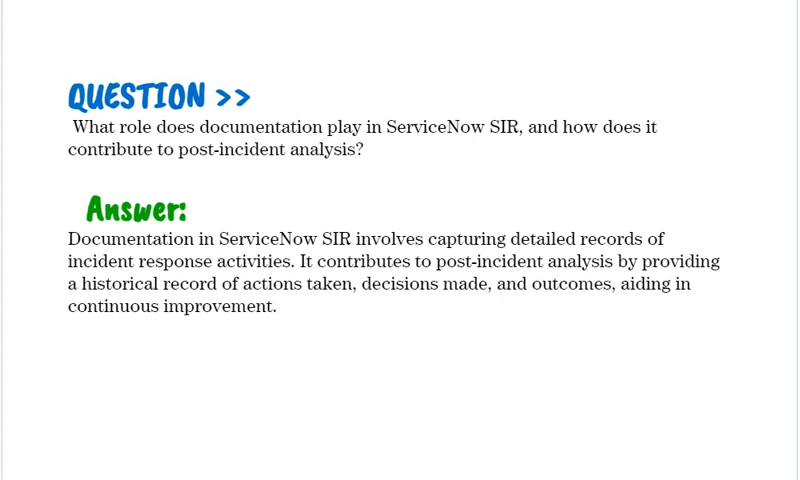 QUESTION >>
What role does documentation play in ServiceNow SIR, and how does it
contribute to post-incident analysis?
Answer:
Documentation in ServiceNow SIR involves capturing detailed records of
incident response activities. It contributes to post-incident analysis by providing
a historical record of actions taken, decisions made, and outcomes, aiding in
continuous improvement.